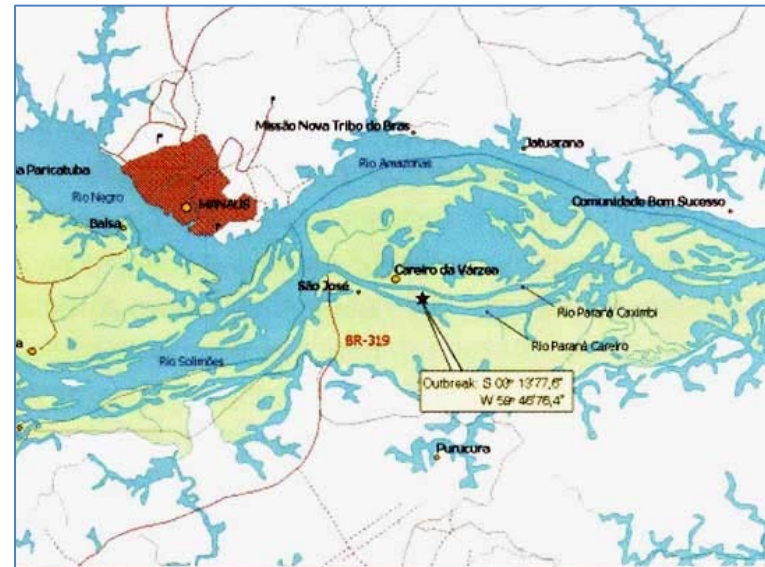 Missão Nova Tribo do Bras
Jatuarana
a Paricatuba
Rio Amazonas
Rio Negro
MANAUS
Comunidade Bom Sucesso
Balsa
Careiro da Várzea
São José
Rio Paraná Caximbi
BR-319
Rio Paraná Careiro
a
Rio Solimões
Outbreak: S 03° 13'77,6"
W 59° 46'76,4"
Purucura